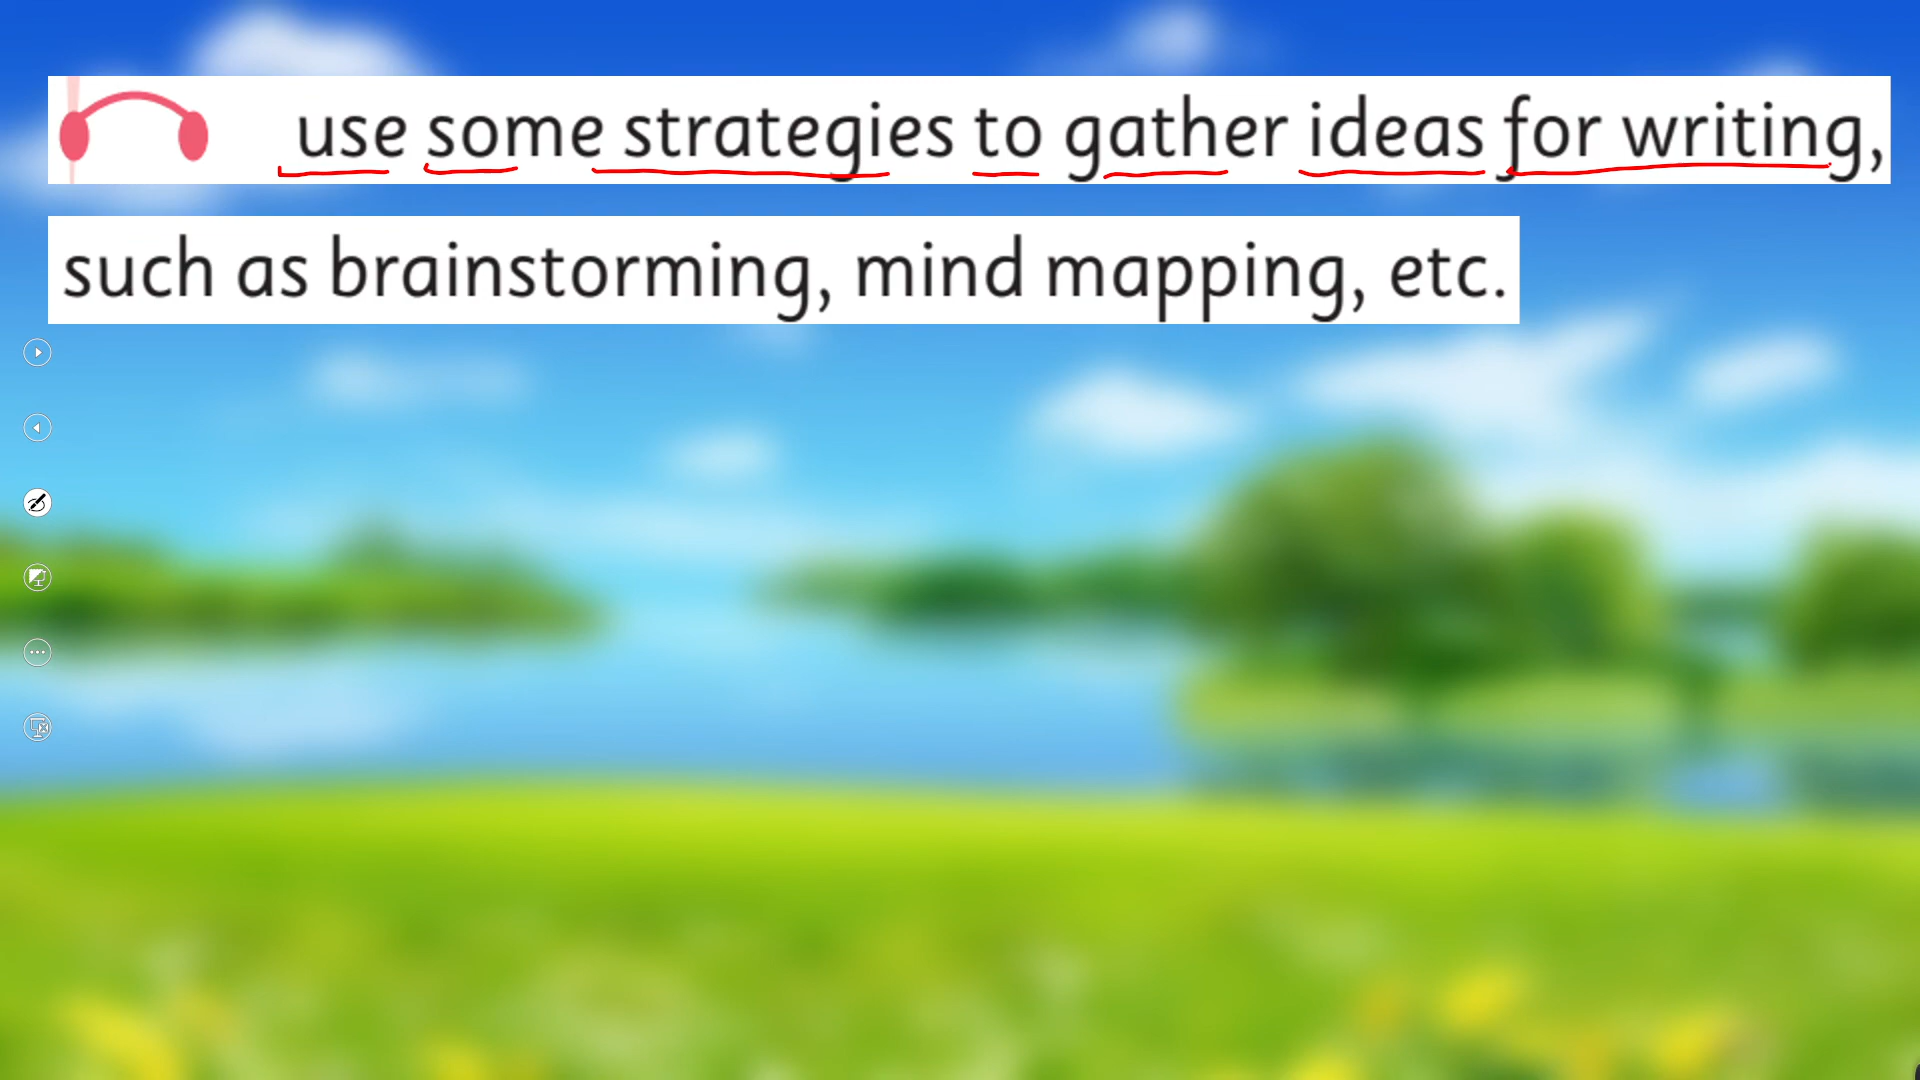 use some strategies to gather ideas for writing,
such as brainstorming, mind mapping, etc.